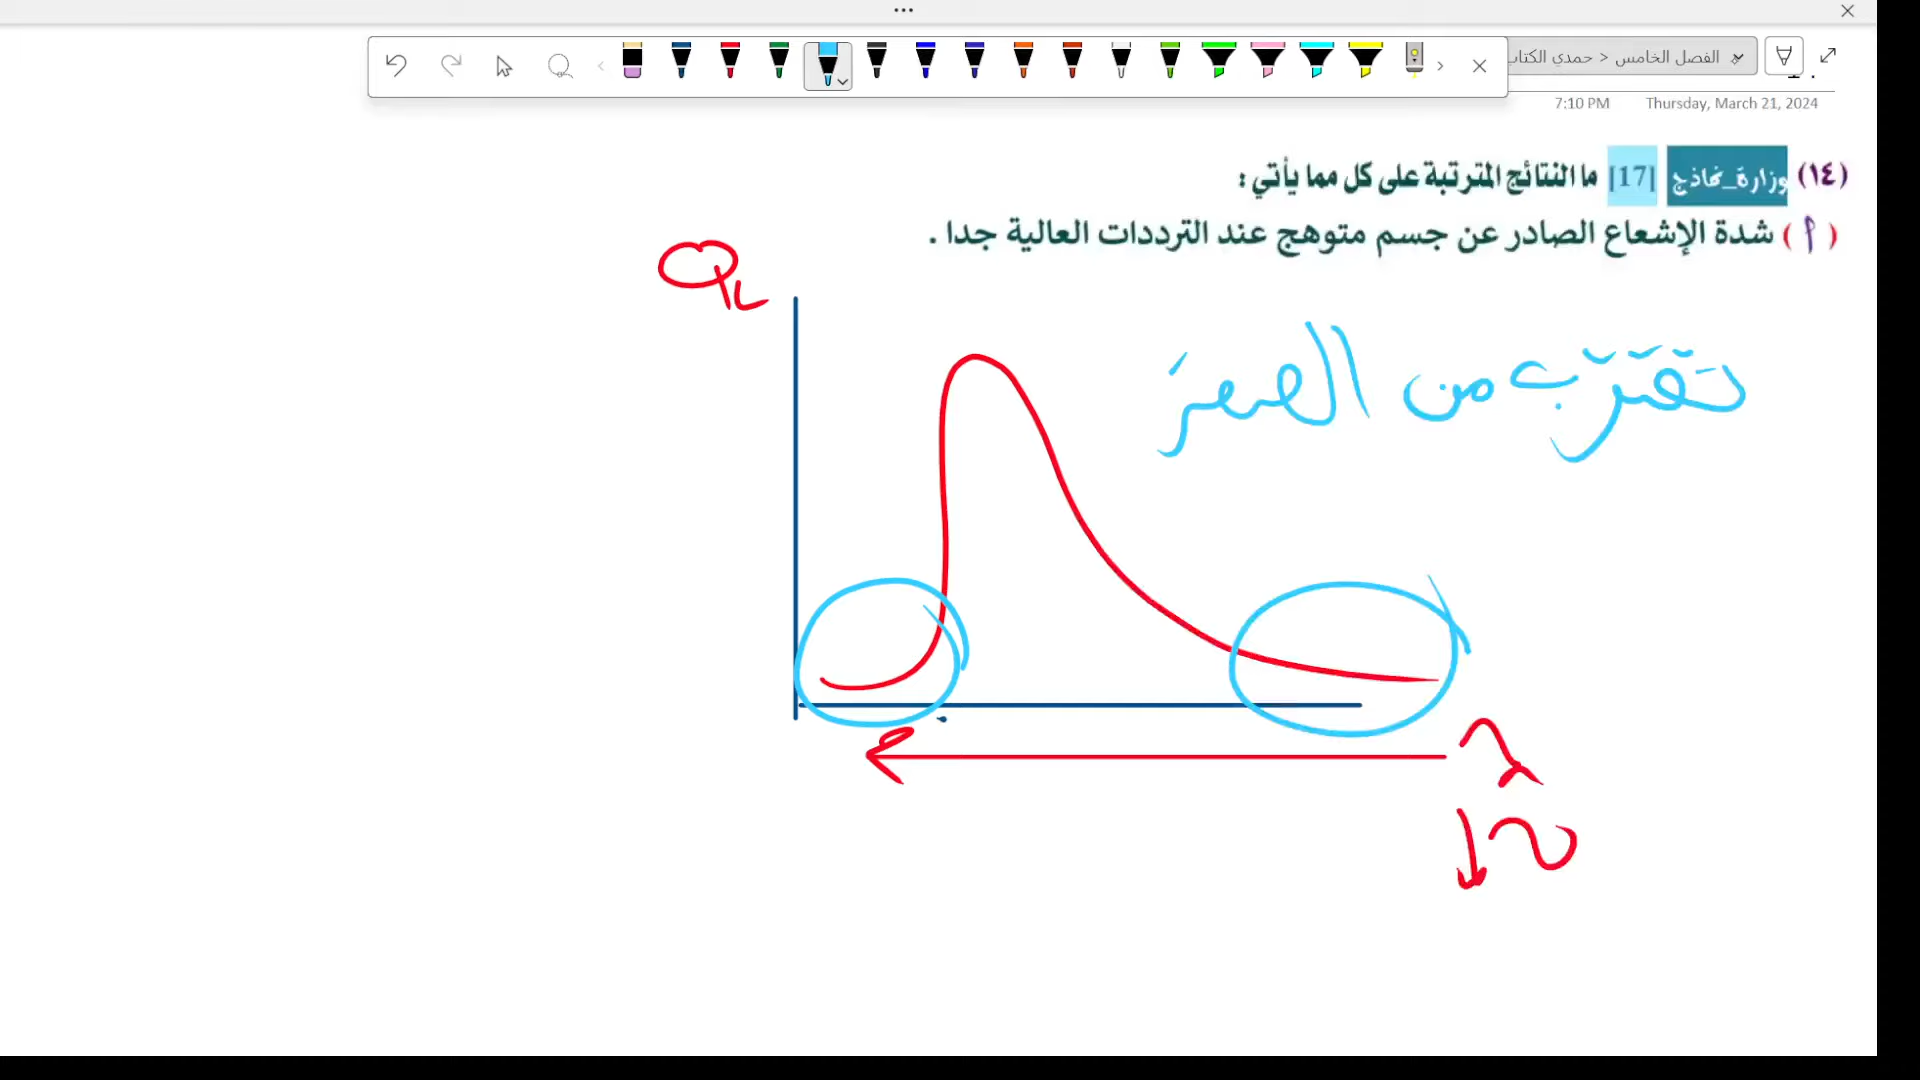 الفصل الخامس < حمدي الكتاب
7:10 PM Thursday, March 21, 2024
(١٤) وزارة_نماذج [17] ما النتائج المترتبة على كل مما يأتي :
( أ ) شدة الإشعاع الصادر عن جسم متوهج عند الترددات العالية جدا .
تقترب من الصفر
λ
υ